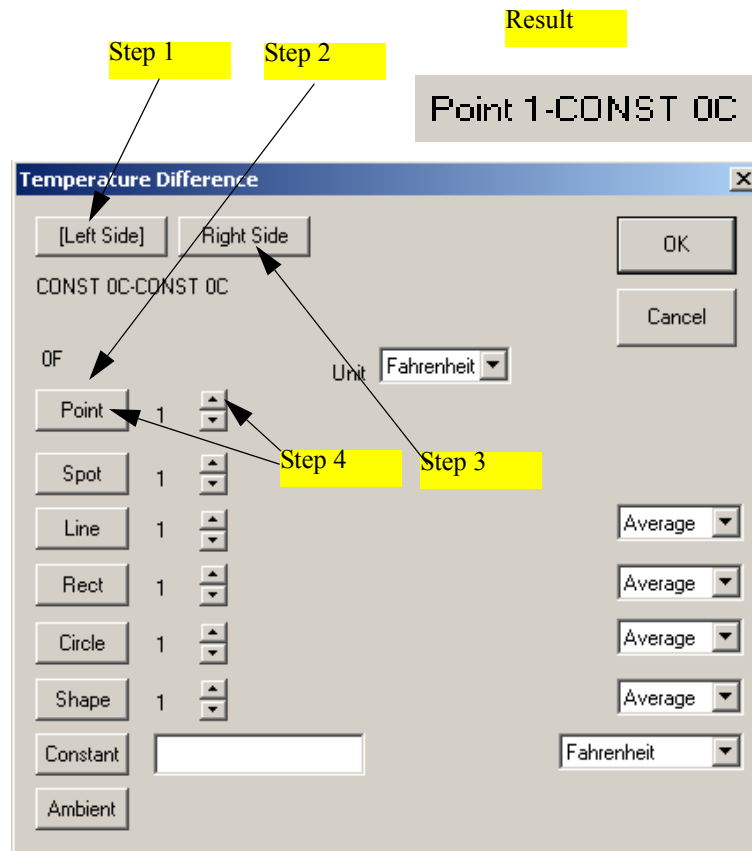 Result
Step 1 Step 2
Point 1-CONST 0C
Temperature Difference
[Left Side] Right Side OK
CONST 0C-CONST 0C
Cancel
0F Unit Fahrenheit
Point 1
Step 4 Step 3
Spot 1
Line 1 Average
Rect 1 Average
Circle 1 Average
Shape 1 Average
Constant Fahrenheit
Ambient